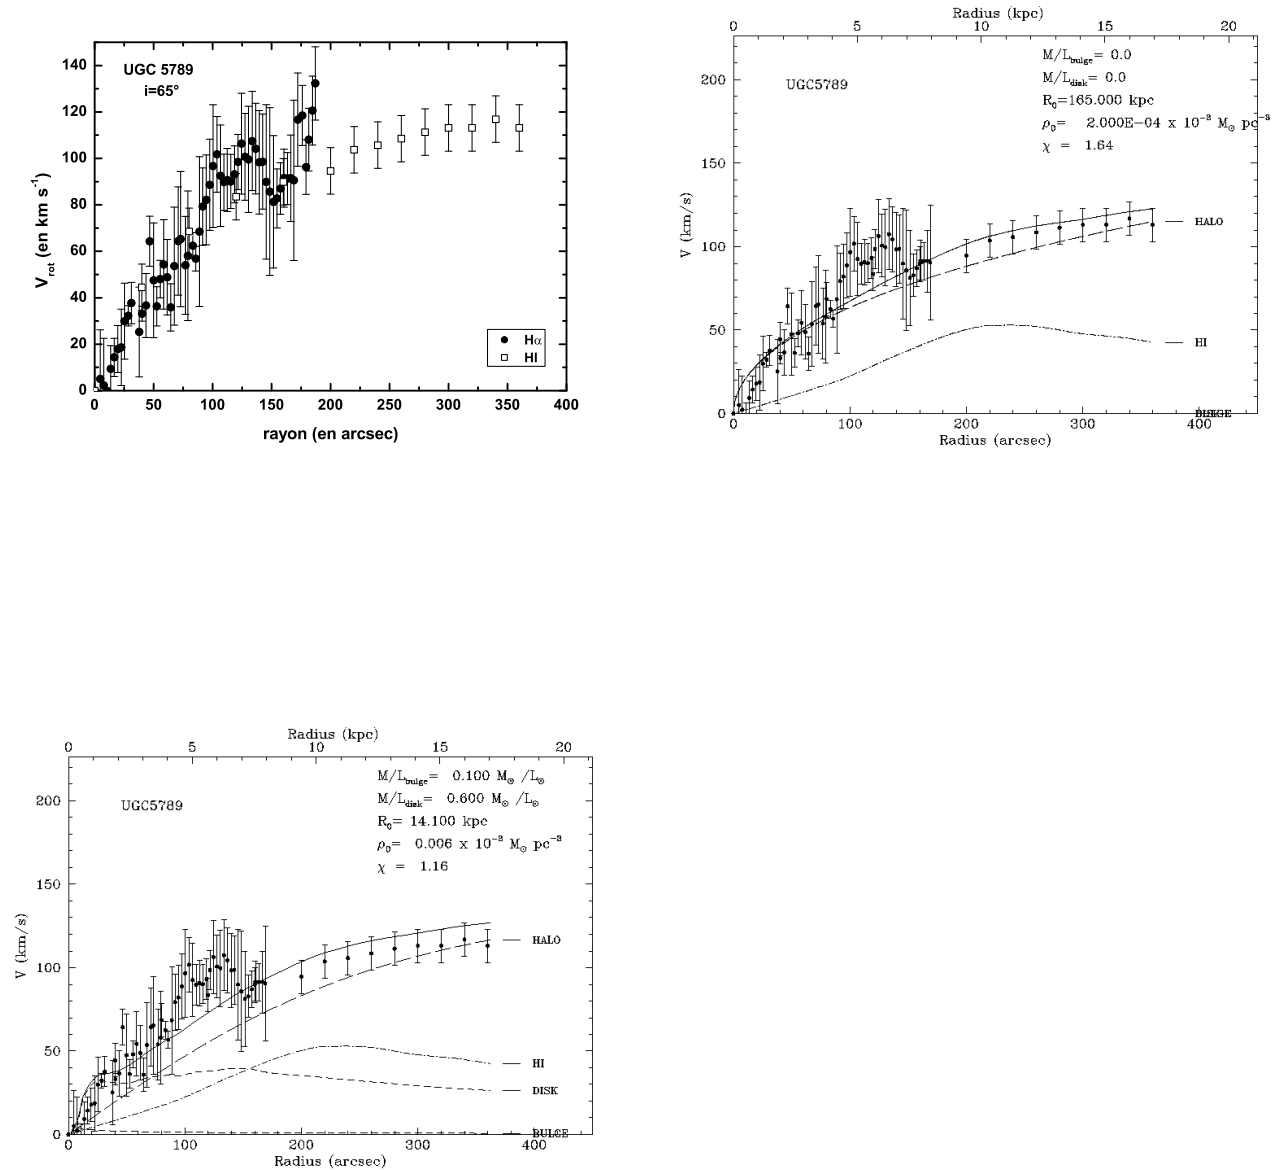 UGC 5789
i=65°
140
120
100
80
60
40
20
0
V_rot (en km s⁻¹)
Hα
HI
0 50 100 150 200 250 300 350 400
rayon (en arcsec)
Radius (kpc)
0 5 10 15 20
UGC5789
M/L_bulge= 0.0
M/L_disk= 0.0
R_0=165.000 kpc
ρ_0= 2.000E-04 x 10⁻³ M_⊙ pc⁻³
χ = 1.64
200
150
100
50
0
V (km/s)
HALO
HI
0 100 200 300 400
Radius (arcsec)
Radius (kpc)
0 5 10 15 20
UGC5789
M/L_bulge= 0.100 M_⊙ /L_⊙
M/L_disk= 0.600 M_⊙ /L_⊙
R_0= 14.100 kpc
ρ_0= 0.006 x 10⁻³ M_⊙ pc⁻³
χ = 1.16
200
150
100
50
0
V (km/s)
HALO
HI
DISK
BULGE
0 100 200 300 400
Radius (arcsec)